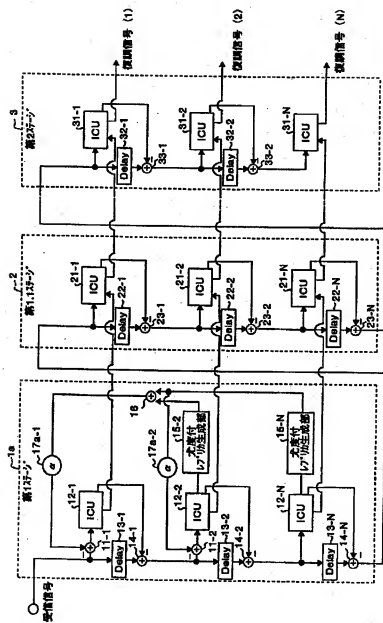 受信信号
1a
第1ステージ
17a-1
α
11-1
12-1
ICU
Delay
13-1
14-1
16
17a-2
α
15-2
尤度付
レプリカ生成部
11-2
12-2
ICU
Delay
13-2
14-2
15-N
尤度付
レプリカ生成部
12-N
ICU
Delay
13-N
14-N
2
第1.1ステージ
21-1
ICU
Delay
22-1
23-1
21-2
ICU
Delay
22-2
23-2
21-N
ICU
Delay
22-N
23-N
3
第2ステージ
31-1
ICU
Delay
32-1
33-1
復調信号 (1)
31-2
ICU
Delay
32-2
33-2
復調信号 (2)
31-N
ICU
復調信号 (N)